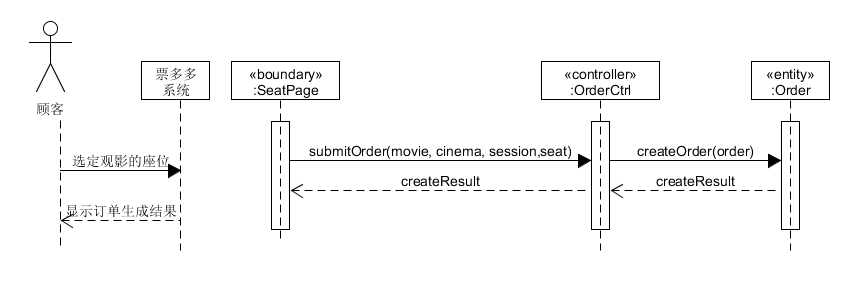 票多多
系统
«boundary»
:SeatPage
«controller»
:OrderCtrl
«entity»
:Order
顾客
选定观影的座位
submitOrder(movie, cinema, session,seat)
createOrder(order)
createResult
createResult
显示订单生成结果